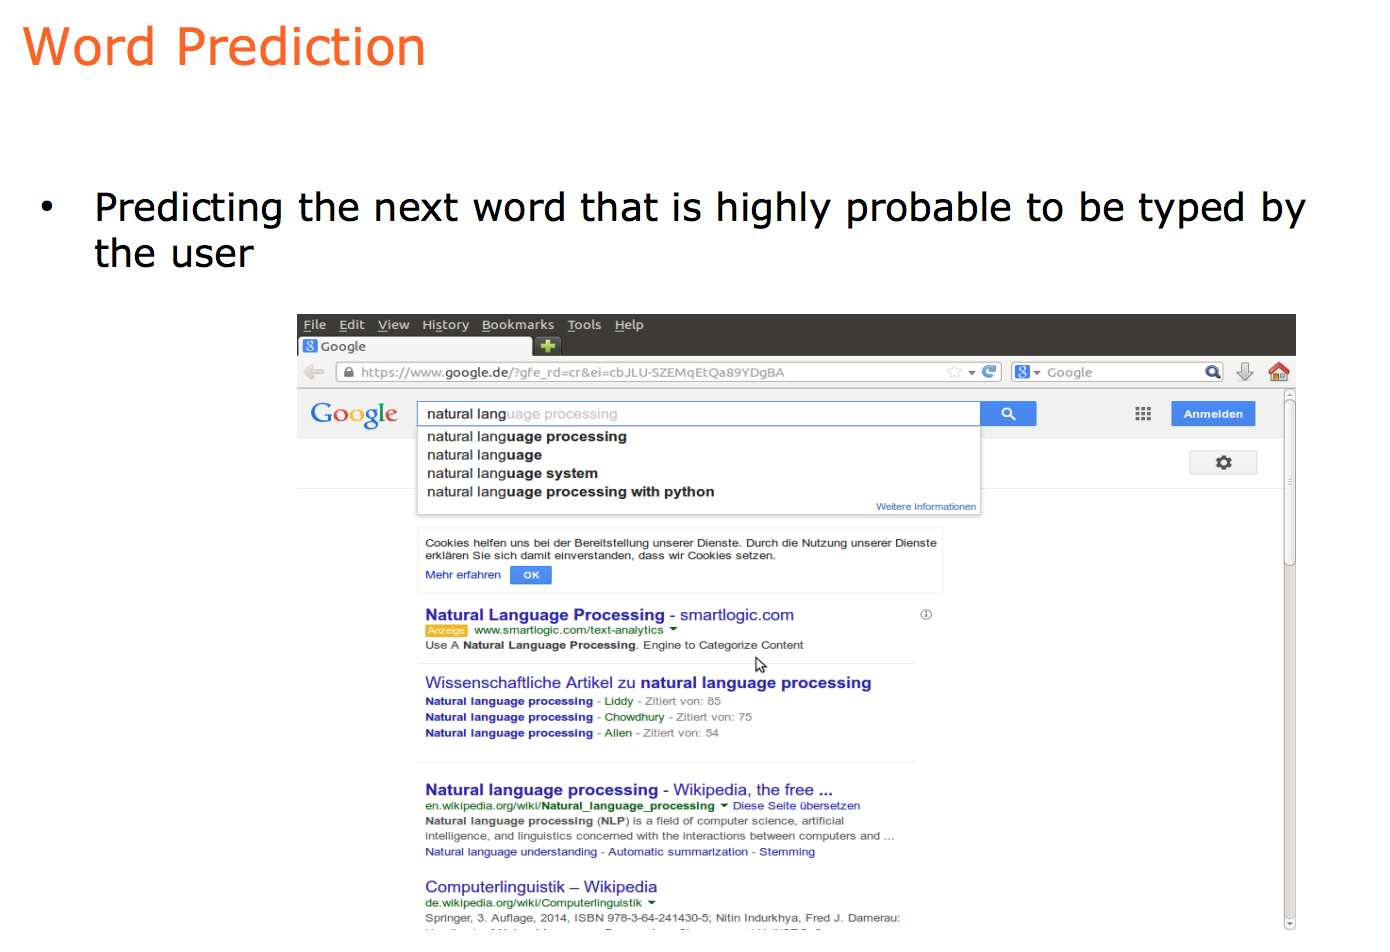 Word Prediction
• Predicting the next word that is highly probable to be typed by
the user
File Edit View History Bookmarks Tools Help
Google
https://www.google.de/?gfe_rd=cr&ei=cbJLU-SZEMqEtQa89YDgBA
Google
Google
natural language processing
Anmelden
natural language processing
natural language
natural language system
natural language processing with python
Weitere Informationen
Cookies helfen uns bei der Bereitstellung unserer Dienste. Durch die Nutzung unserer Dienste
erklären Sie sich damit einverstanden, dass wir Cookies setzen.
Mehr erfahren OK
Natural Language Processing - smartlogic.com
Anzeige www.smartlogic.com/text-analytics
Use A Natural Language Processing. Engine to Categorize Content
Wissenschaftliche Artikel zu natural language processing
Natural language processing - Liddy - Zitiert von: 85
Natural language processing - Chowdhury - Zitiert von: 75
Natural language processing - Allen - Zitiert von: 54
Natural language processing - Wikipedia, the free ...
en.wikipedia.org/wiki/Natural_language_processing Diese Seite übersetzen
Natural language processing (NLP) is a field of computer science, artificial
intelligence, and linguistics concerned with the interactions between computers and ...
Natural language understanding - Automatic summarization - Stemming
Computerlinguistik – Wikipedia
de.wikipedia.org/wiki/Computerlinguistik
Springer, 3. Auflage, 2014, ISBN 978-3-64-241430-5; Nitin Indurkhya, Fred J. Damerau: